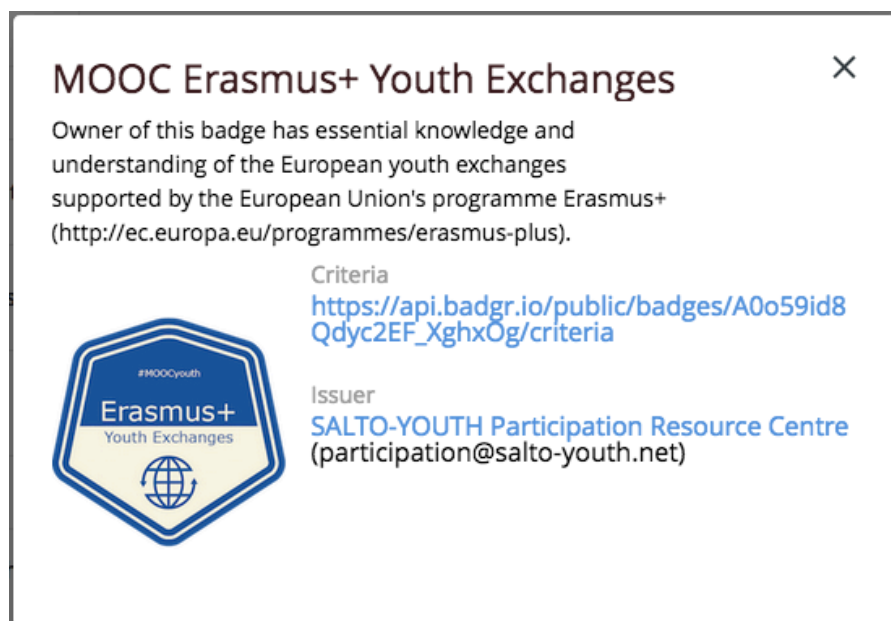 MOOC Erasmus+ Youth Exchanges
Owner of this badge has essential knowledge and
understanding of the European youth exchanges
supported by the European Union's programme Erasmus+
(http://ec.europa.eu/programmes/erasmus-plus).
Criteria
https://api.badgr.io/public/badges/A0o59id8
Qdyc2EF_XghxOg/criteria
Issuer
SALTO-YOUTH Participation Resource Centre
(participation@salto-youth.net)
#MOOCyouth
Erasmus+
Youth Exchanges